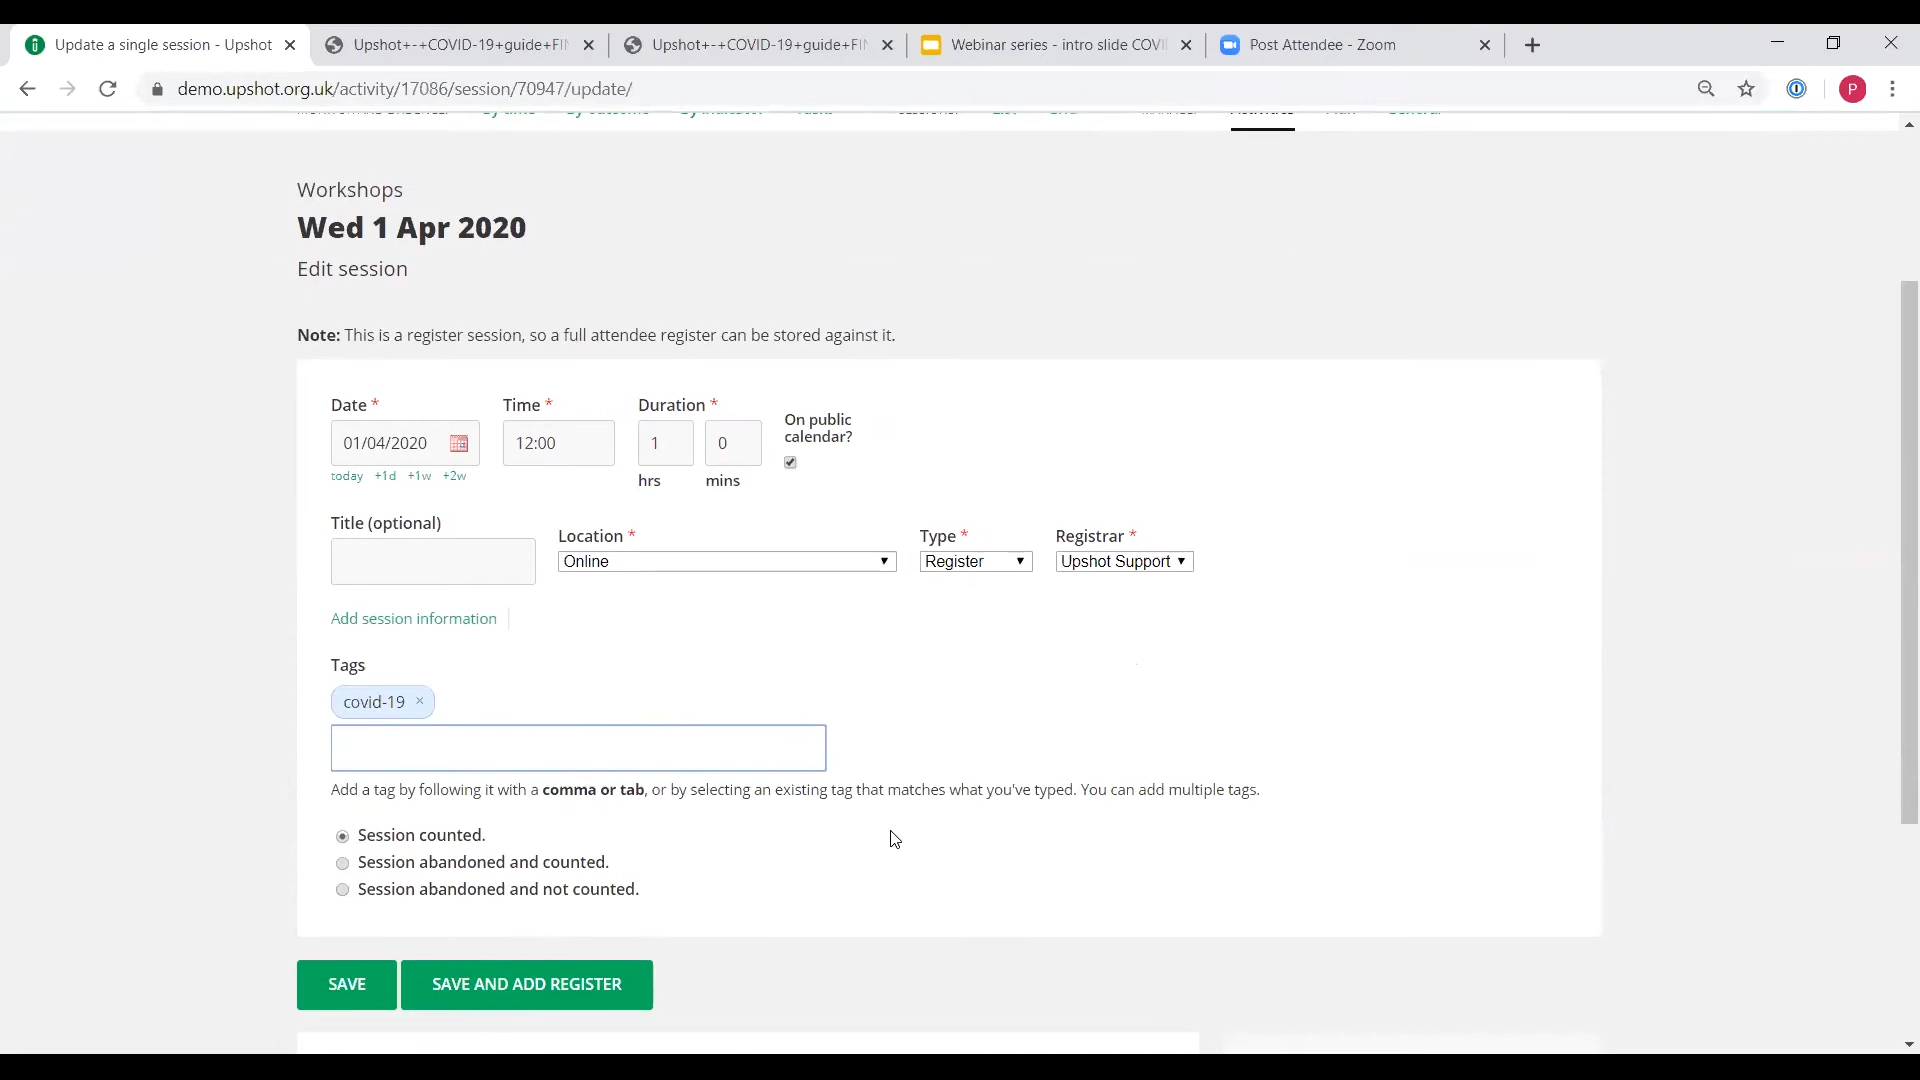 Update a single session - Upshot
Upshot+-+COVID-19+guide+FI
Upshot+-+COVID-19+guide+FI
Webinar series - intro slide COVI
Post Attendee - Zoom
demo.upshot.org.uk/activity/17086/session/70947/update/
P
Workshops
Wed 1 Apr 2020
Edit session
Note: This is a register session, so a full attendee register can be stored against it.
Date * Time * Duration * On public calendar?
01/04/2020 12:00 1 0
today +1d +1w +2w hrs mins
Title (optional) Location * Type * Registrar *
Online Register Upshot Support
Add session information
Tags
covid-19 ×
Add a tag by following it with a comma or tab, or by selecting an existing tag that matches what you've typed. You can add multiple tags.
Session counted.
Session abandoned and counted.
Session abandoned and not counted.
SAVE SAVE AND ADD REGISTER